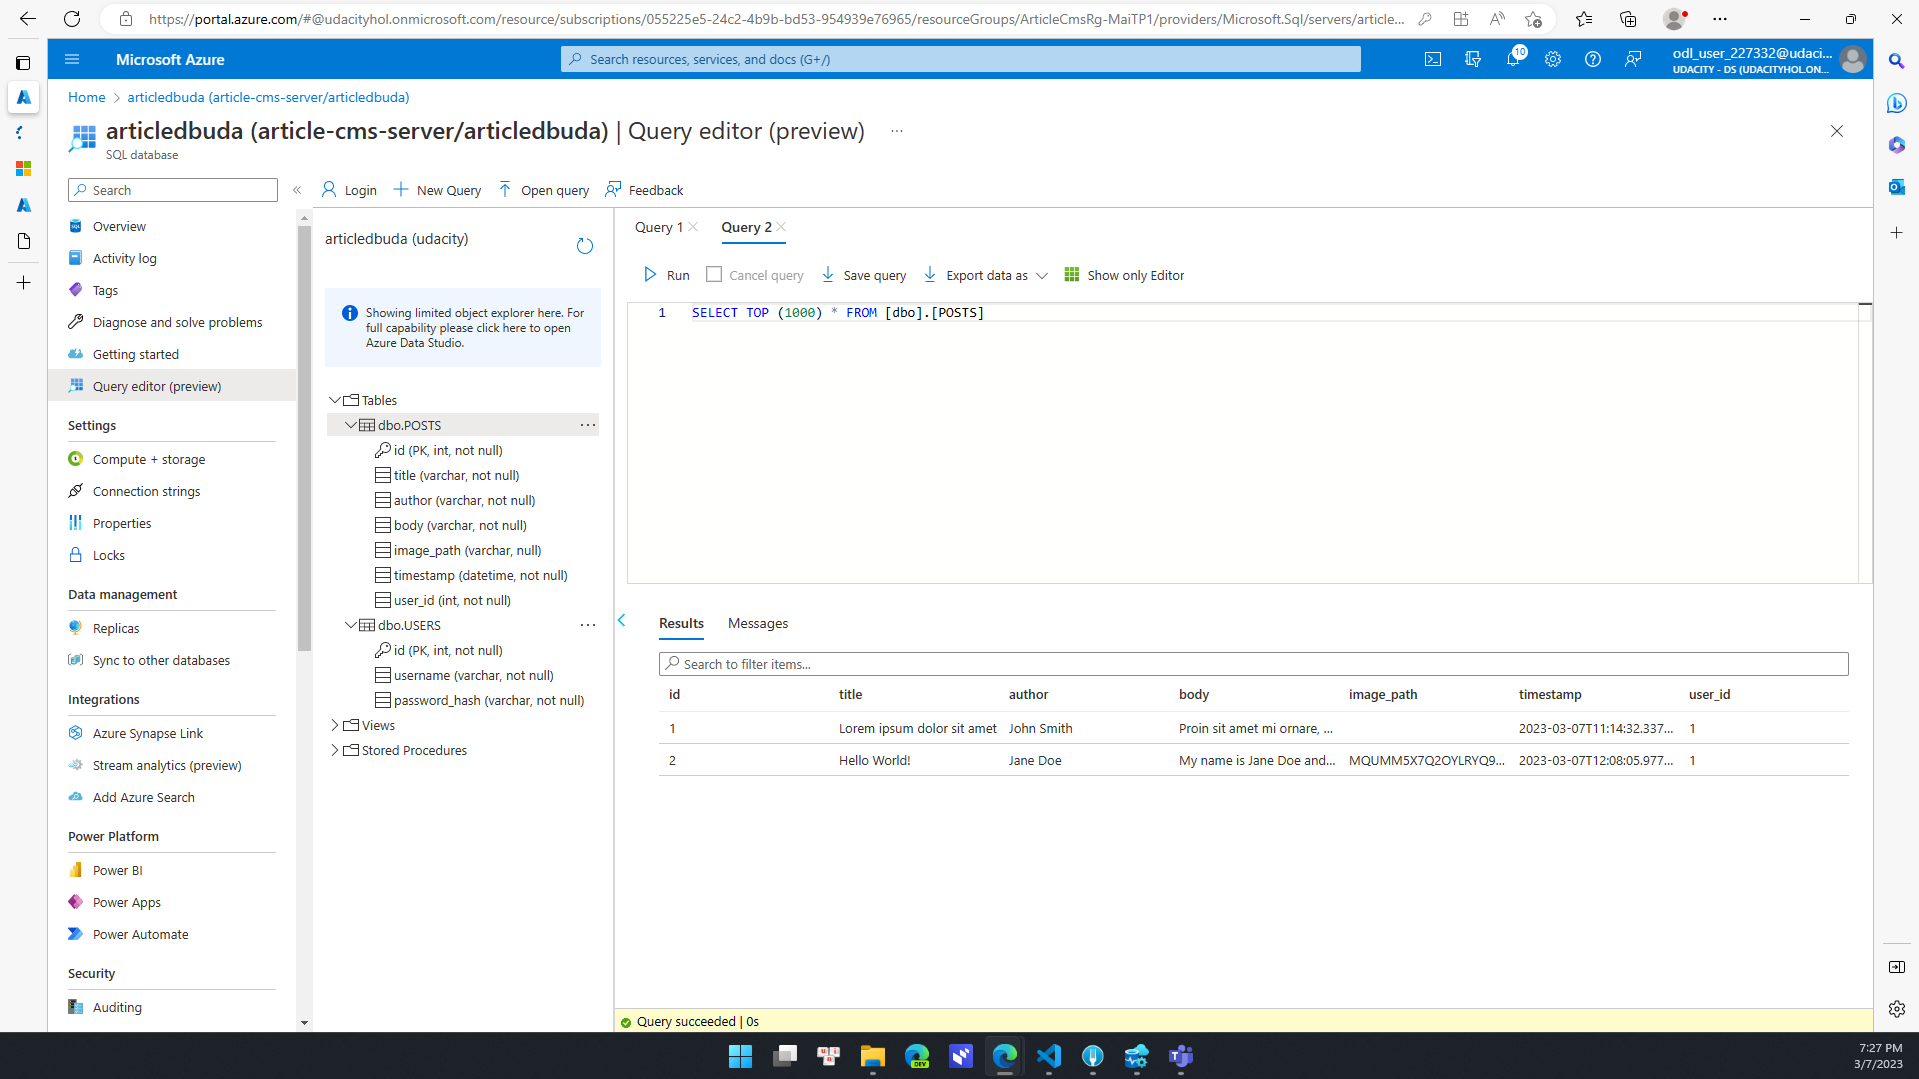 https://portal.azure.com/#@udacityhol.onmicrosoft.com/resource/subscriptions/055225e5-24c2-4b9b-bd53-954939e76965/resourceGroups/ArticleCmsRg-MaiTP1/providers/Microsoft.Sql/servers/article...
Microsoft Azure
Search resources, services, and docs (G+/)
10
odl_user_227332@udaci...
UDACITY - DS (UDACITYHOL.ON...
Home > articledbuda (article-cms-server/articledbuda)
articledbuda (article-cms-server/articledbuda) | Query editor (preview) ...
SQL database
Search
Login
New Query
Open query
Feedback
Overview
Activity log
Tags
Diagnose and solve problems
Getting started
Query editor (preview)
Settings
Compute + storage
Connection strings
Properties
Locks
Data management
Replicas
Sync to other databases
Integrations
Azure Synapse Link
Stream analytics (preview)
Add Azure Search
Power Platform
Power BI
Power Apps
Power Automate
Security
Auditing
articledbuda (udacity)
Showing limited object explorer here. For
full capability please click here to open
Azure Data Studio.
Tables
dbo.POSTS
id (PK, int, not null)
title (varchar, not null)
author (varchar, not null)
body (varchar, not null)
image_path (varchar, null)
timestamp (datetime, not null)
user_id (int, not null)
dbo.USERS
id (PK, int, not null)
username (varchar, not null)
password_hash (varchar, not null)
Views
Stored Procedures
Query 1
Query 2
Run
Cancel query
Save query
Export data as
Show only Editor
1 SELECT TOP (1000) * FROM [dbo].[POSTS]
Results Messages
Search to filter items...
id title author body image_path timestamp user_id
1 Lorem ipsum dolor sit amet John Smith Proin sit amet mi ornare, ... 2023-03-07T11:14:32.337... 1
2 Hello World! Jane Doe My name is Jane Doe and... MQUMM5X7Q2OYLRYQ9... 2023-03-07T12:08:05.977... 1
Query succeeded | 0s
DEV
7:27 PM
3/7/2023